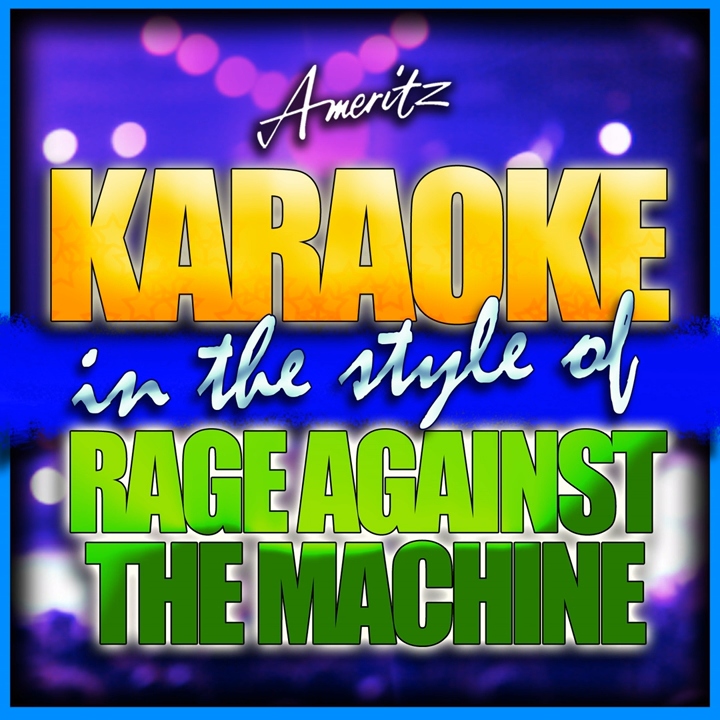 Ameritz
KARAOKE
in the style of
RAGE AGAINST
THE MACHINE